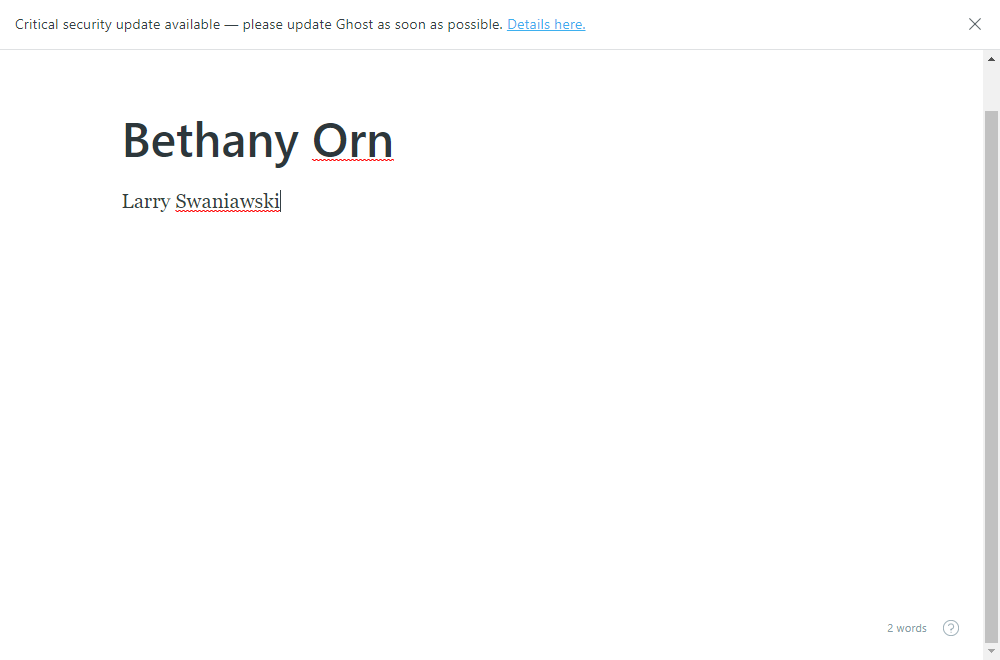 Critical security update available — please update Ghost as soon as possible. Details here.
Bethany Orn
Larry Swaniawski
2 words